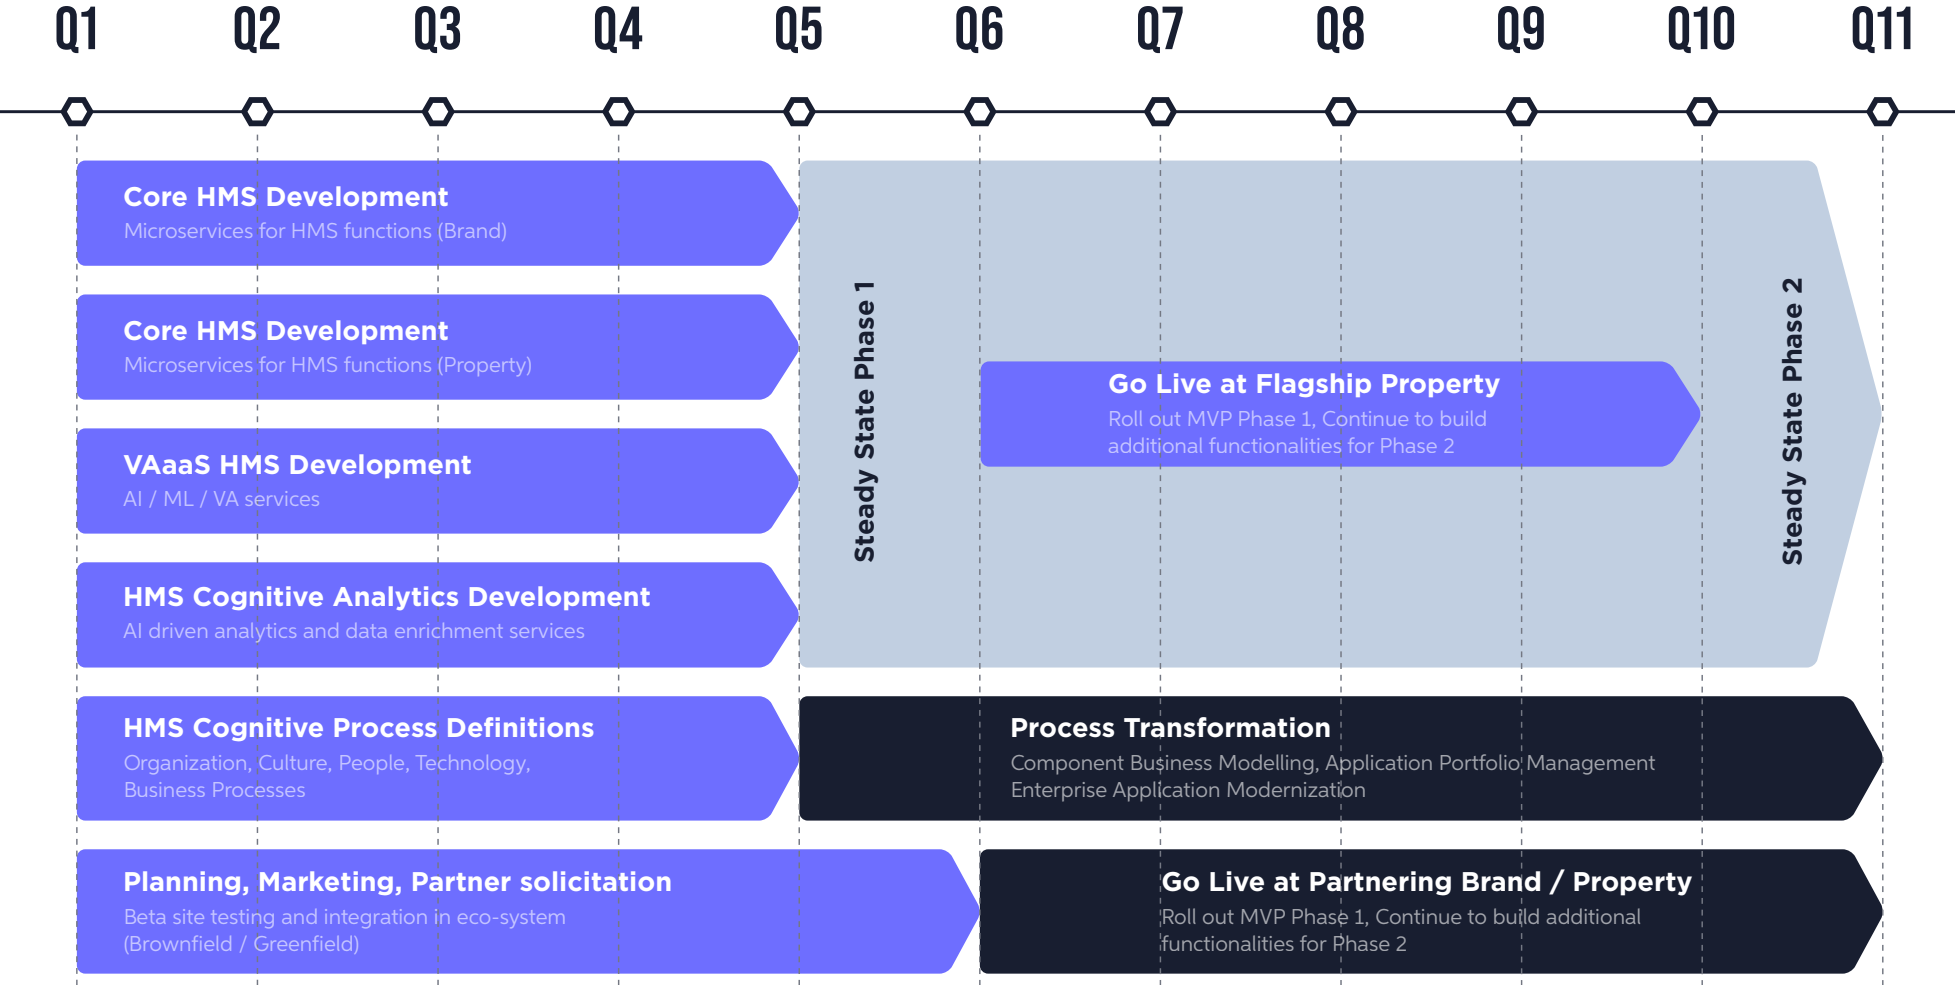 Q1 Q2 Q3 Q4 Q5 Q6 Q7 Q8 Q9 Q10 Q11
Core HMS Development
Microservices for HMS functions (Brand)
Core HMS Development
Microservices for HMS functions (Property)
VAaaS HMS Development
AI / ML / VA services
HMS Cognitive Analytics Development
AI driven analytics and data enrichment services
Steady State Phase 1
Go Live at Flagship Property
Roll out MVP Phase 1, Continue to build
additional functionalities for Phase 2
Steady State Phase 2
HMS Cognitive Process Definitions
Organization, Culture, People, Technology,
Business Processes
Process Transformation
Component Business Modelling, Application Portfolio Management
Enterprise Application Modernization
Planning, Marketing, Partner solicitation
Beta site testing and integration in eco-system
(Brownfield / Greenfield)
Go Live at Partnering Brand / Property
Roll out MVP Phase 1, Continue to build additional
functionalities for Phase 2